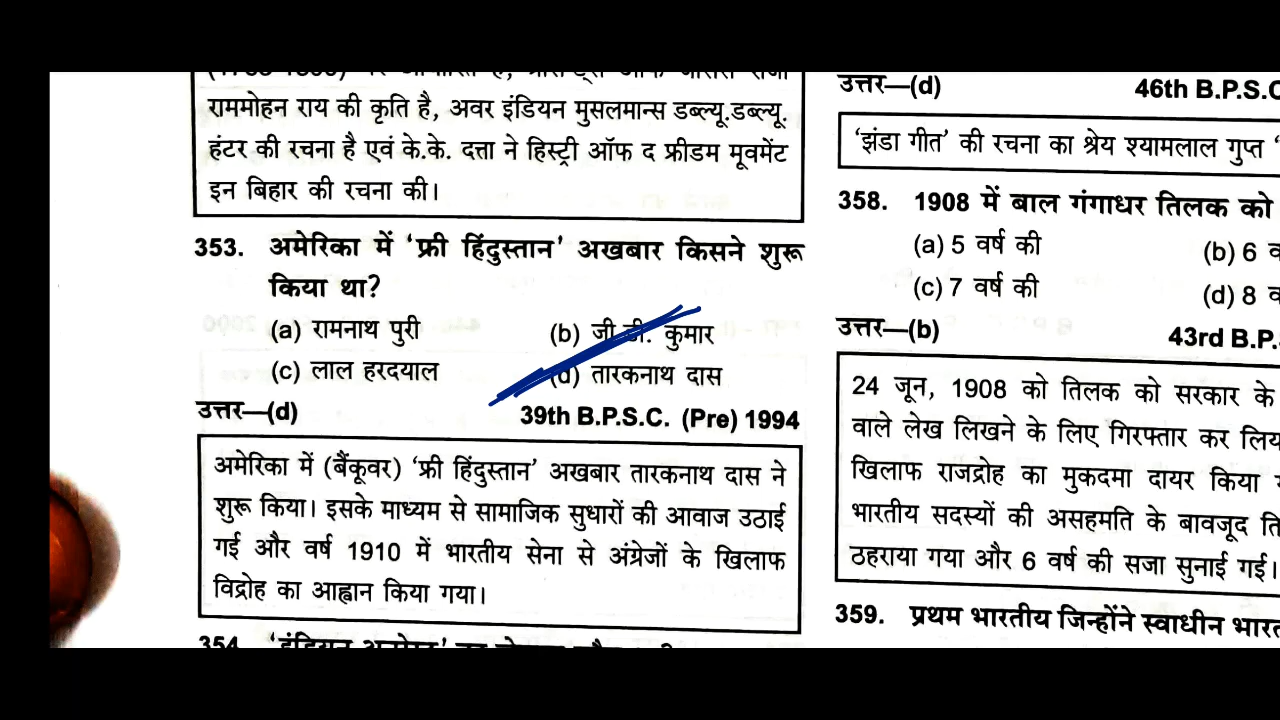 राममोहन राय की कृति है, अवर इंडियन मुसलमान्स डब्ल्यू.डब्ल्यू.
हंटर की रचना है एवं के.के. दत्ता ने हिस्ट्री ऑफ द फ्रीडम मूवमेंट
इन बिहार की रचना की।
353. अमेरिका में ‘फ्री हिंदुस्तान’ अखबार किसने शुरू
किया था?
(a) रामनाथ पुरी (b) जी.डी. कुमार
(c) लाल हरदयाल (d) तारकनाथ दास
उत्तर—(d) 39th B.P.S.C. (Pre) 1994
अमेरिका में (बैंकूवर) ‘फ्री हिंदुस्तान’ अखबार तारकनाथ दास ने
शुरू किया। इसके माध्यम से सामाजिक सुधारों की आवाज उठाई
गई और वर्ष 1910 में भारतीय सेना से अंग्रेजों के खिलाफ
विद्रोह का आह्वान किया गया।
354.
उत्तर—(d) 46th B.P.S.C
‘झंडा गीत’ की रचना का श्रेय श्यामलाल गुप्त ‘
358. 1908 में बाल गंगाधर तिलक को
(a) 5 वर्ष की (b) 6 व
(c) 7 वर्ष की (d) 8 व
उत्तर—(b) 43rd B.P.
24 जून, 1908 को तिलक को सरकार के
वाले लेख लिखने के लिए गिरफ्तार कर लिय
खिलाफ राजद्रोह का मुकदमा दायर किया
भारतीय सदस्यों की असहमति के बावजूद ति
ठहराया गया और 6 वर्ष की सजा सुनाई गई।
359. प्रथम भारतीय जिन्होंने स्वाधीन भारत